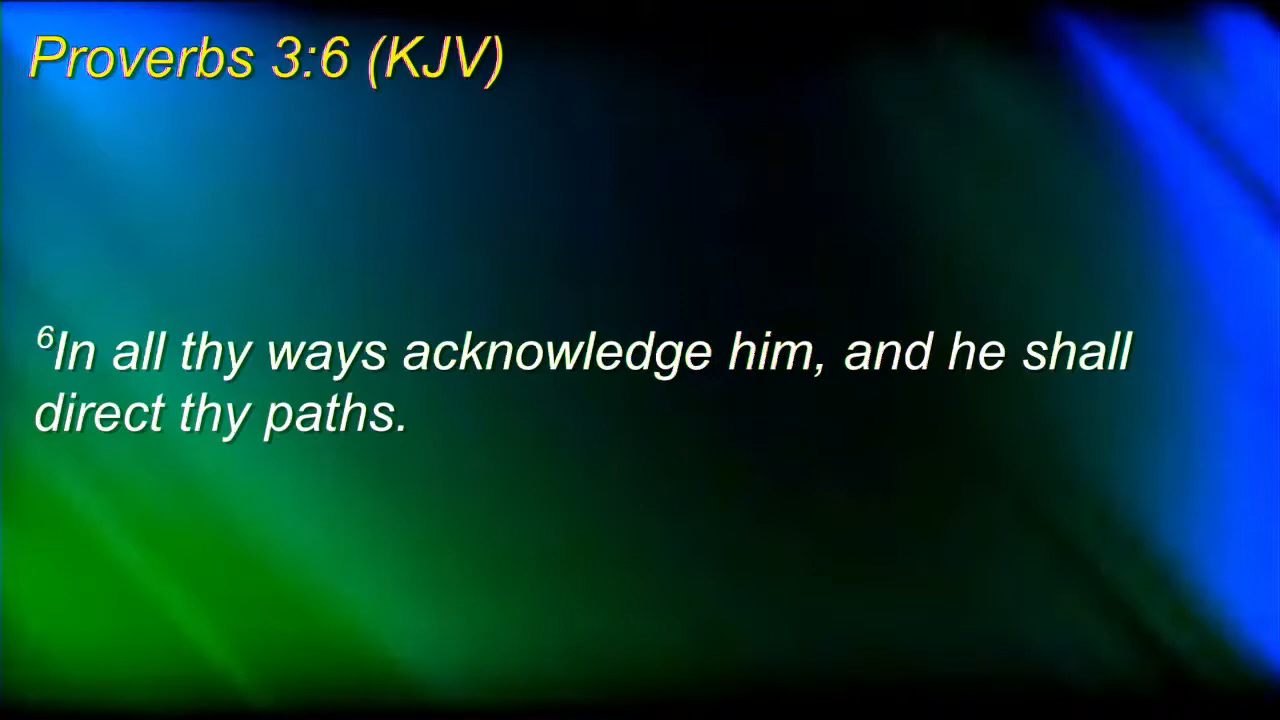 Proverbs 3:6 (KJV)
⁶In all thy ways acknowledge him, and he shall
direct thy paths.